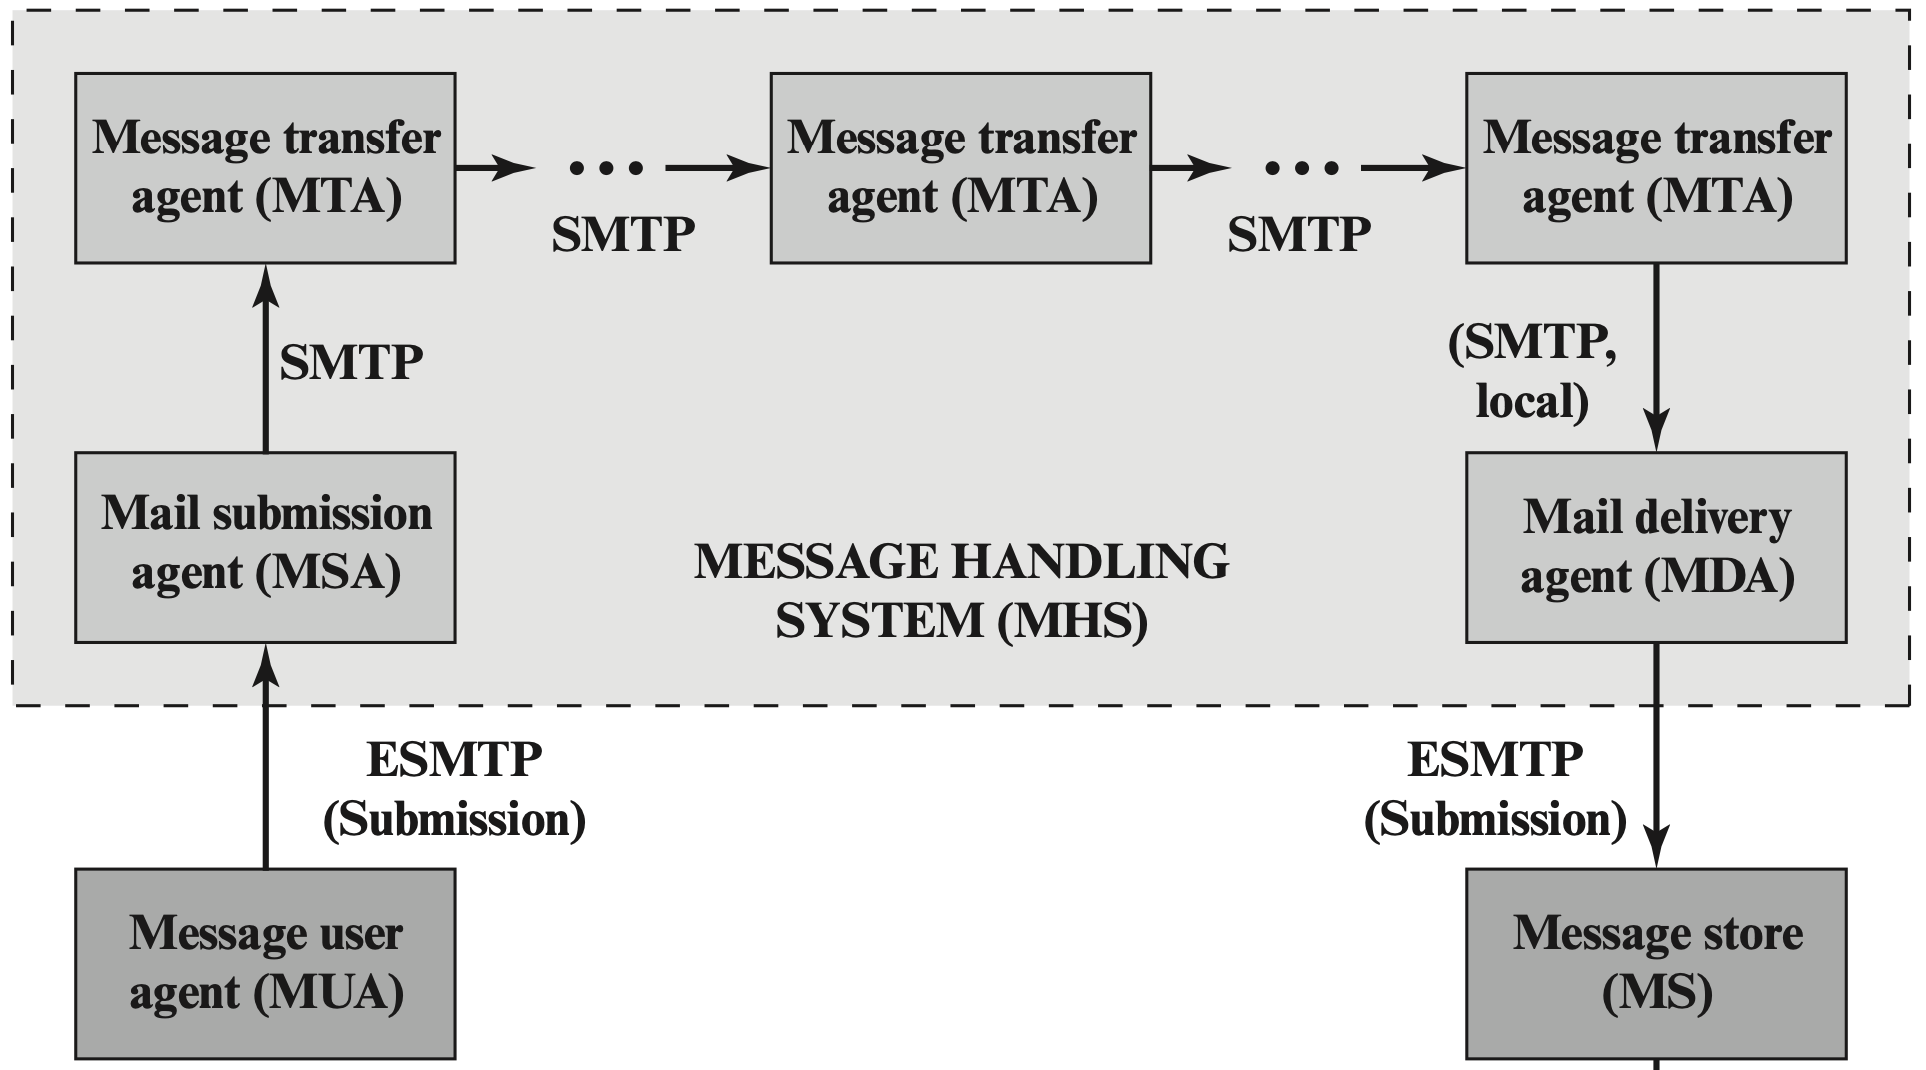 Message transfer
agent (MTA)
SMTP
Message transfer
agent (MTA)
SMTP
Message transfer
agent (MTA)
SMTP
(SMTP,
local)
Mail submission
agent (MSA)
MESSAGE HANDLING
SYSTEM (MHS)
Mail delivery
agent (MDA)
ESMTP
(Submission)
ESMTP
(Submission)
Message user
agent (MUA)
Message store
(MS)